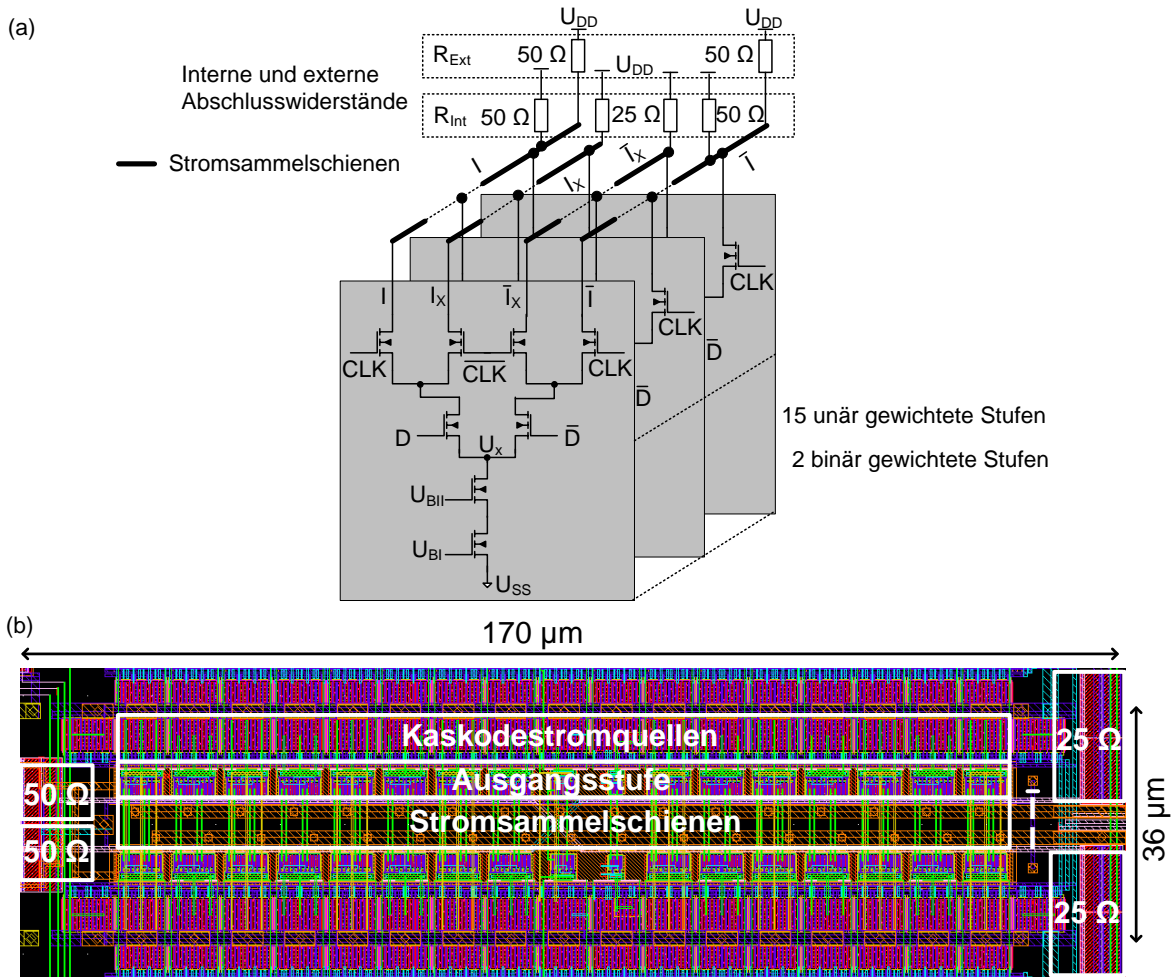 (a)
U_DD
U_DD
R_Ext
50 Ω
U_DD
50 Ω
Interne und externe
Abschlusswiderstände
R_Int
50 Ω
25 Ω
50 Ω
Stromsammelschienen
I
I_X
Ī_X
Ī
I
I_X
Ī_X
Ī
CLK
CLK
CLK
C̅L̅K̅
CLK
D̅
D̅
D
U_x
D̅
15 unär gewichtete Stufen
2 binär gewichtete Stufen
U_BII
U_BI
U_SS
(b)
170 µm
Kaskodestromquellen
25 Ω
50 Ω
Ausgangsstufe
Stromsammelschienen
50 Ω
36 µm
25 Ω